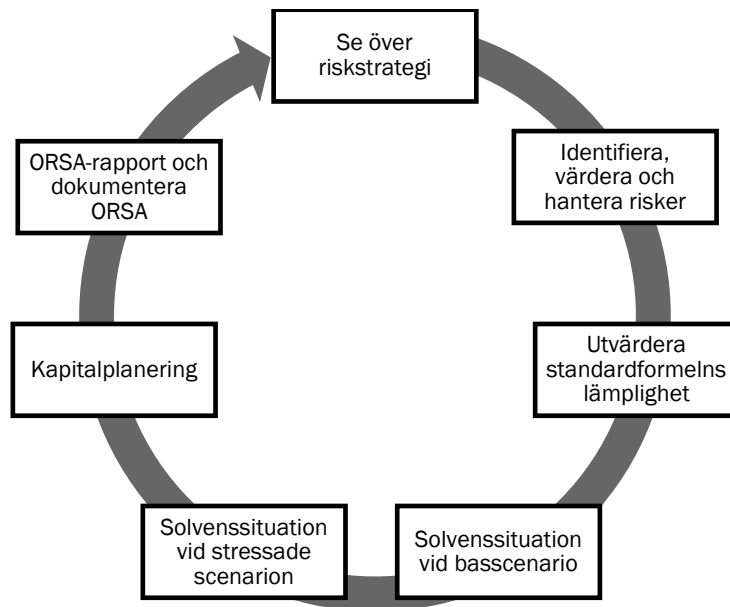 Se över
riskstrategi
Identifiera,
värdera och
hantera risker
Utvärdera
standardformelns
lämplighet
Solvenssituation
vid basscenario
Solvenssituation
vid stressade
scenarion
Kapitalplanering
ORSA-rapport och
dokumentera
ORSA